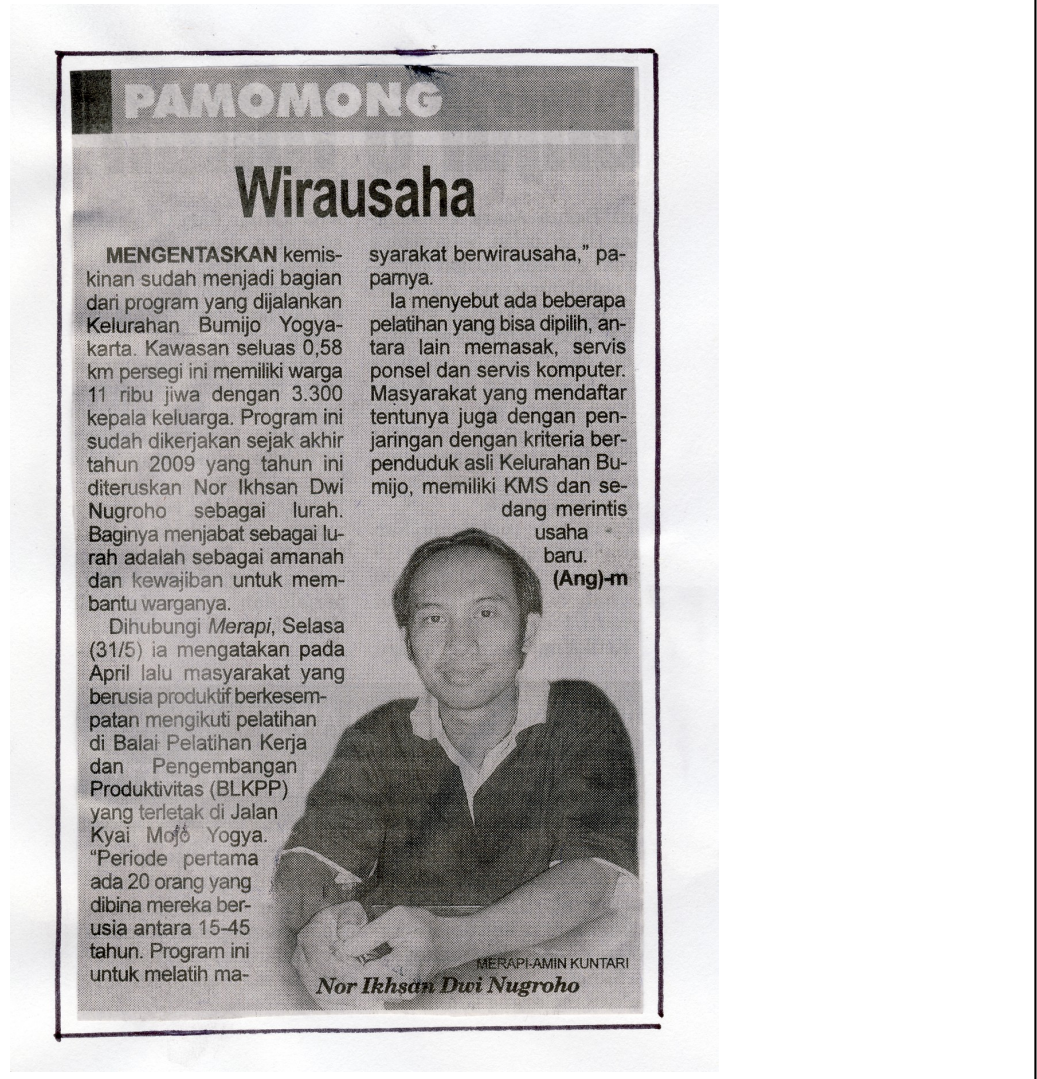 PAMOMONG
Wirausaha
MENGENTASKAN kemis-
kinan sudah menjadi bagian
dari program yang dijalankan
Kelurahan Bumijo Yogya-
karta. Kawasan seluas 0,58
km persegi ini memiliki warga
11 ribu jiwa dengan 3.300
kepala keluarga. Program ini
sudah dikerjakan sejak akhir
tahun 2009 yang tahun ini
diteruskan Nor Ikhsan Dwi
Nugroho sebagai lurah.
Baginya menjabat sebagai lu-
rah adalah sebagai amanah
dan kewajiban untuk mem-
bantu warganya.
Dihubungi Merapi, Selasa
(31/5) ia mengatakan pada
April lalu masyarakat yang
berusia produktif berkesem-
patan mengikuti pelatihan
di Balai Pelatihan Kerja
dan Pengembangan
Produktivitas (BLKPP)
yang terletak di Jalan
Kyai Mojo Yogya.
"Periode pertama
ada 20 orang yang
dibina mereka ber-
usia antara 15-45
tahun. Program ini
untuk melatih ma-
syarakat berwirausaha," pa-
parnya.
Ia menyebut ada beberapa
pelatihan yang bisa dipilih, an-
tara lain memasak, servis
ponsel dan servis komputer.
Masyarakat yang mendaftar
tentunya juga dengan pen-
jaringan dengan kriteria ber-
penduduk asli Kelurahan Bu-
mijo, memiliki KMS dan se-
dang merintis
usaha
baru.
(Ang)-m
MERAPI-AMIN KUNTARI
Nor Ikhsan Dwi Nugroho